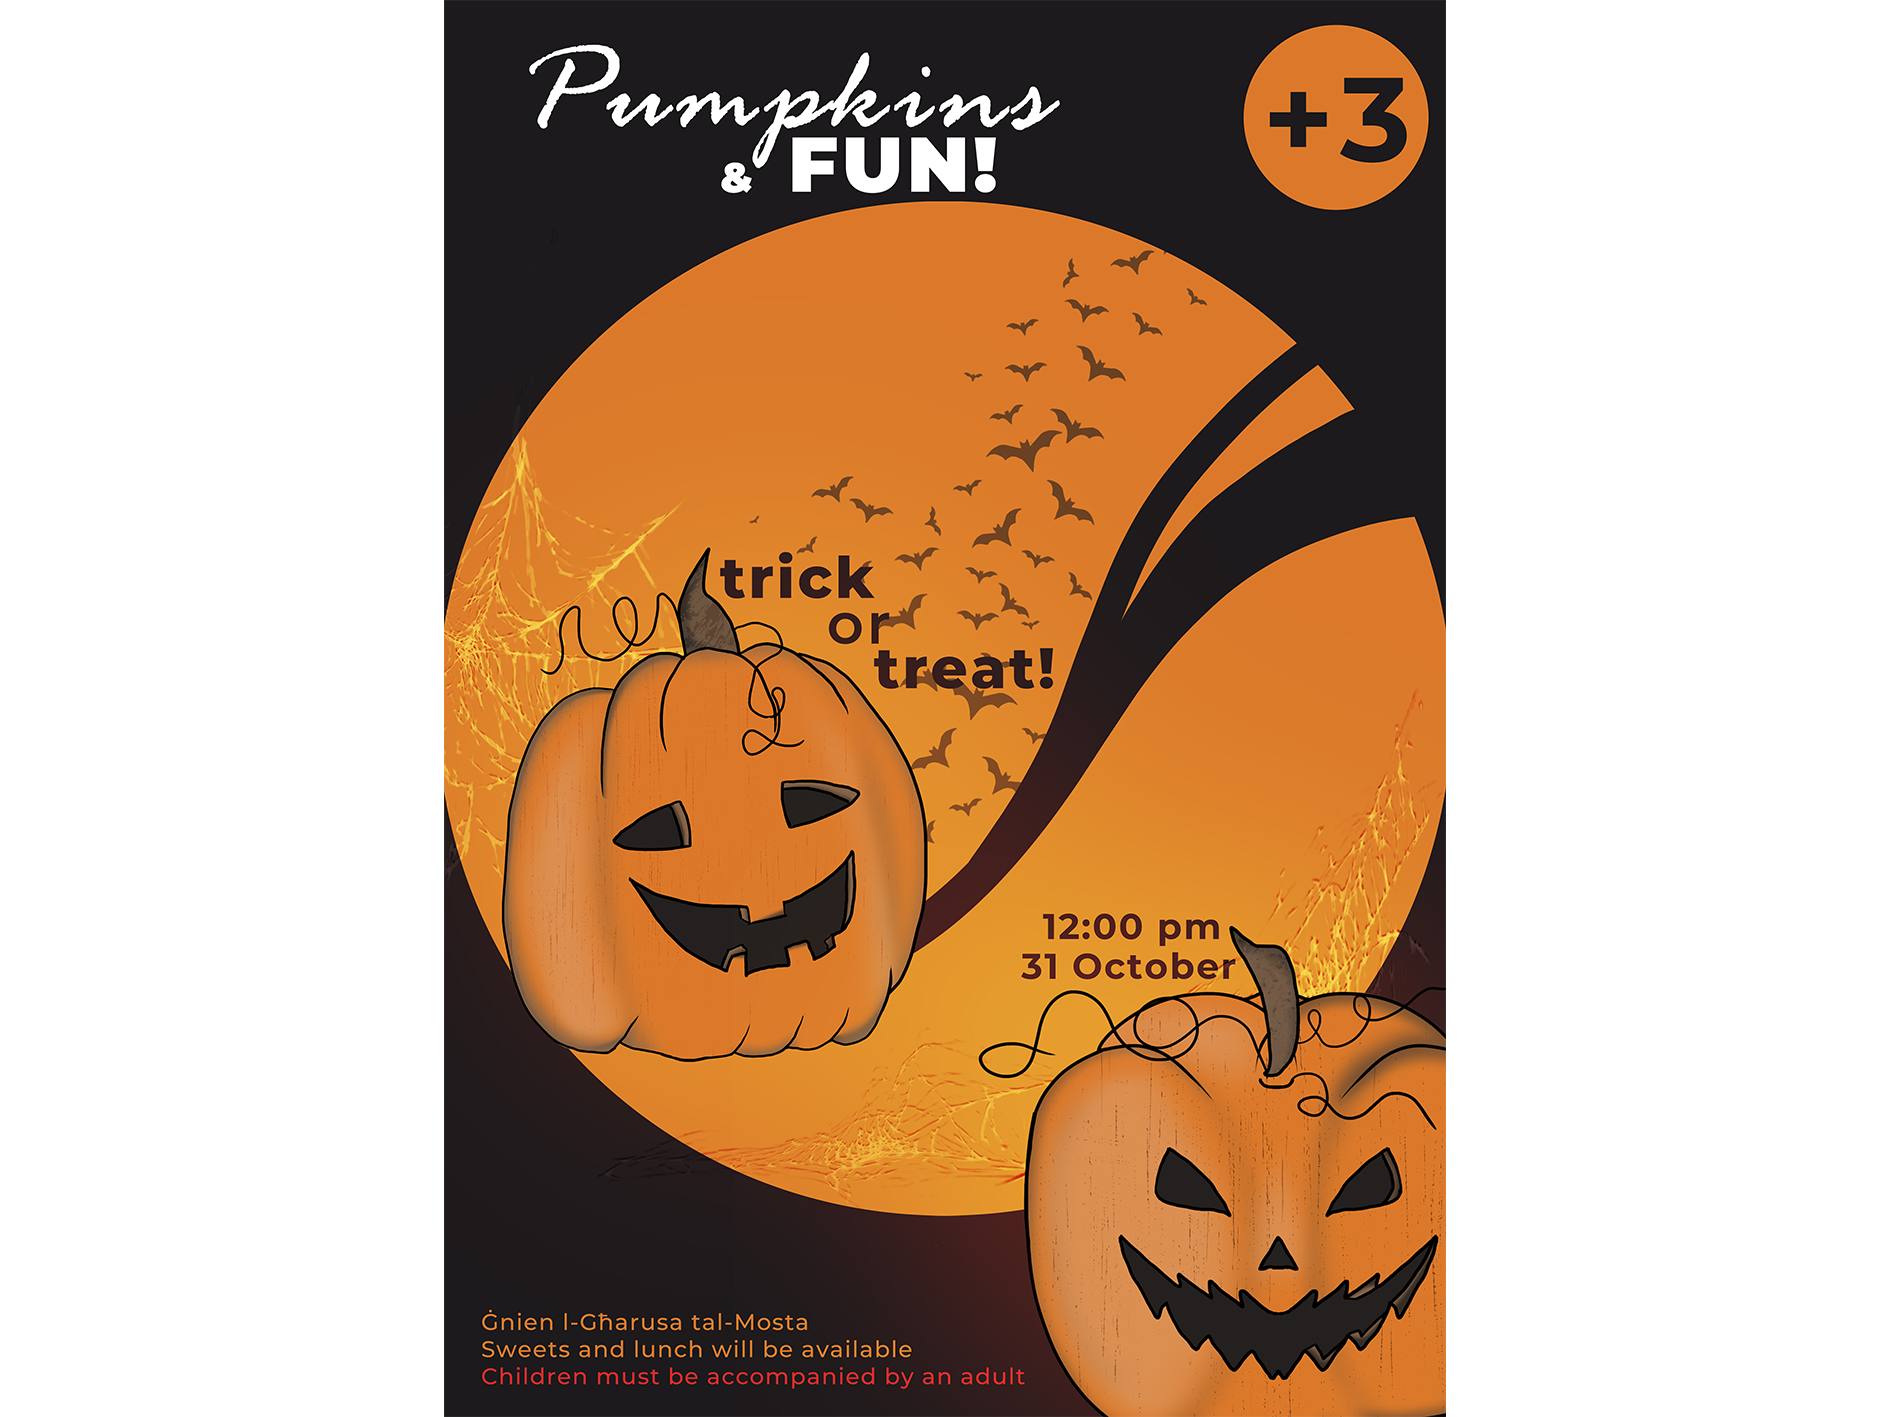 Pumpkins
& FUN!
+3
trick
or
treat!
12:00 pm
31 October
Ġnien l-Għarusa tal-Mosta
Sweets and lunch will be available
Children must be accompanied by an adult